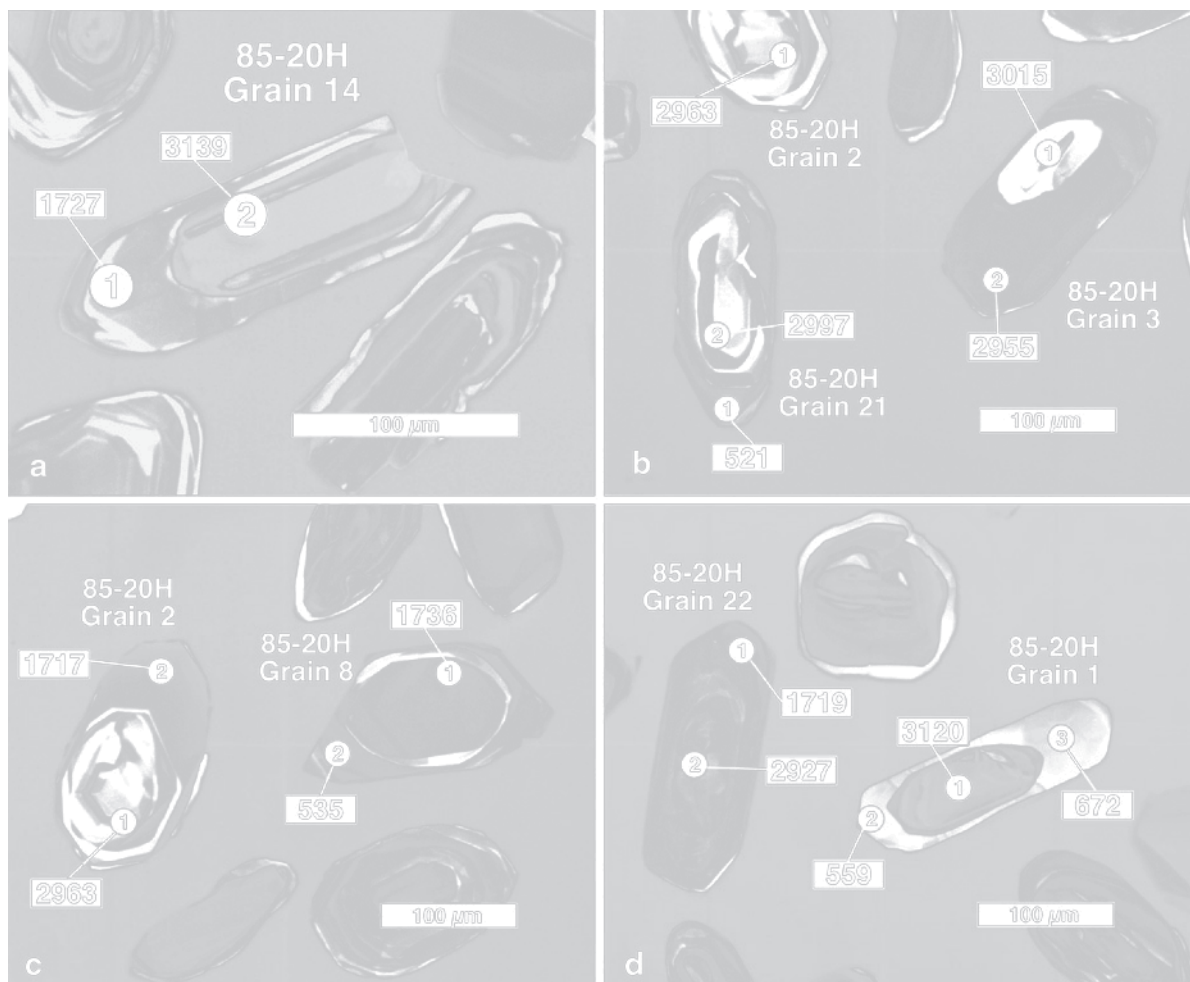 85-20H
Grain 14
3139
1727
2
1
100 µm
a
2963
1
85-20H
Grain 2
3015
1
2
2955
85-20H
Grain 3
2
2997
85-20H
Grain 21
1
521
100 µm
b
85-20H
Grain 2
1717
2
1
2963
85-20H
Grain 8
1736
1
2
535
100 µm
c
85-20H
Grain 22
1
1719
2
2927
85-20H
Grain 1
3120
1
3
672
2
559
100 µm
d